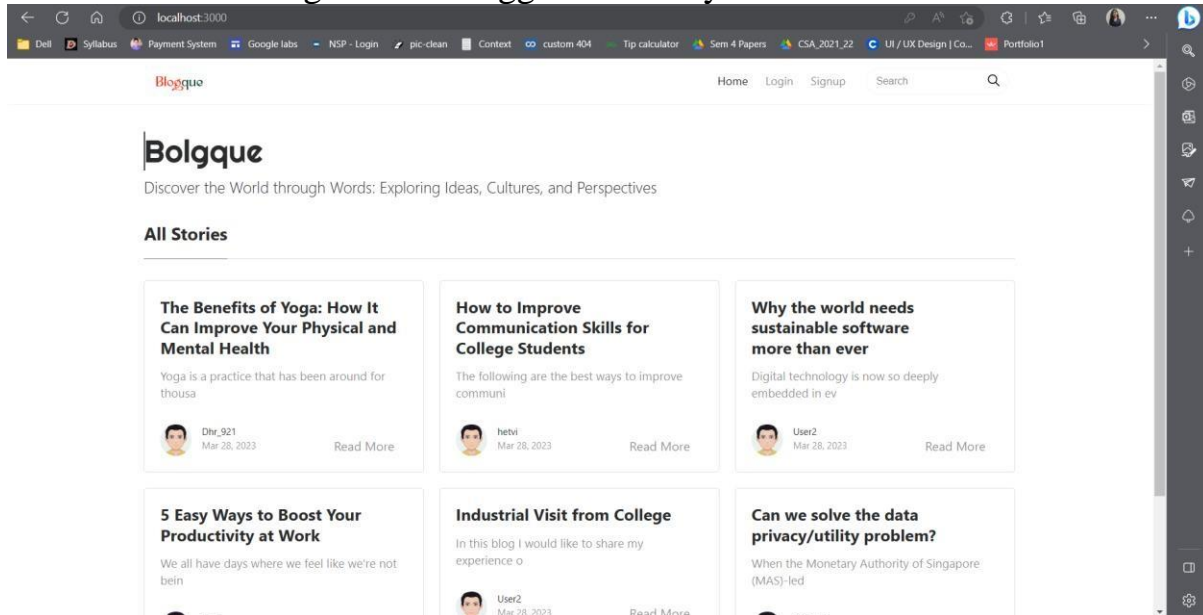 localhost:3000
Dell Syllabus Payment System Google labs NSP - Login pic-clean Context custom 404 Tip calculator Sem 4 Papers CSA_2021_22 UI / UX Design | Co... Portfolio1
Blogque Home Login Signup Search
Bolgque
Discover the World through Words: Exploring Ideas, Cultures, and Perspectives
All Stories
The Benefits of Yoga: How It
Can Improve Your Physical and
Mental Health
Yoga is a practice that has been around for
thousa
Dhr_921
Mar 28, 2023 Read More
How to Improve
Communication Skills for
College Students
The following are the best ways to improve
communi
hetvi
Mar 28, 2023 Read More
Why the world needs
sustainable software
more than ever
Digital technology is now so deeply
embedded in ev
User2
Mar 28, 2023 Read More
5 Easy Ways to Boost Your
Productivity at Work
We all have days where we feel like we're not
bein
Industrial Visit from College
In this blog I would like to share my
experience o
User2
Mar 28, 2023 Read More
Can we solve the data
privacy/utility problem?
When the Monetary Authority of Singapore
(MAS)-led